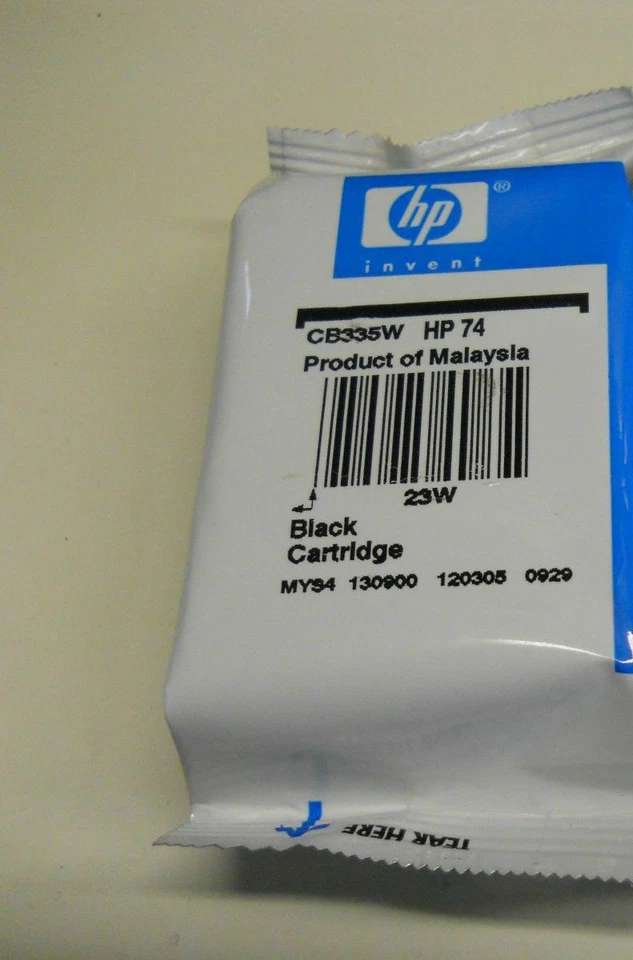 hp ®
invent
CB335W HP 74
Product of Malaysia
23W
Black
Cartridge
MYS4 130900 120305 0929
TEAR HERE